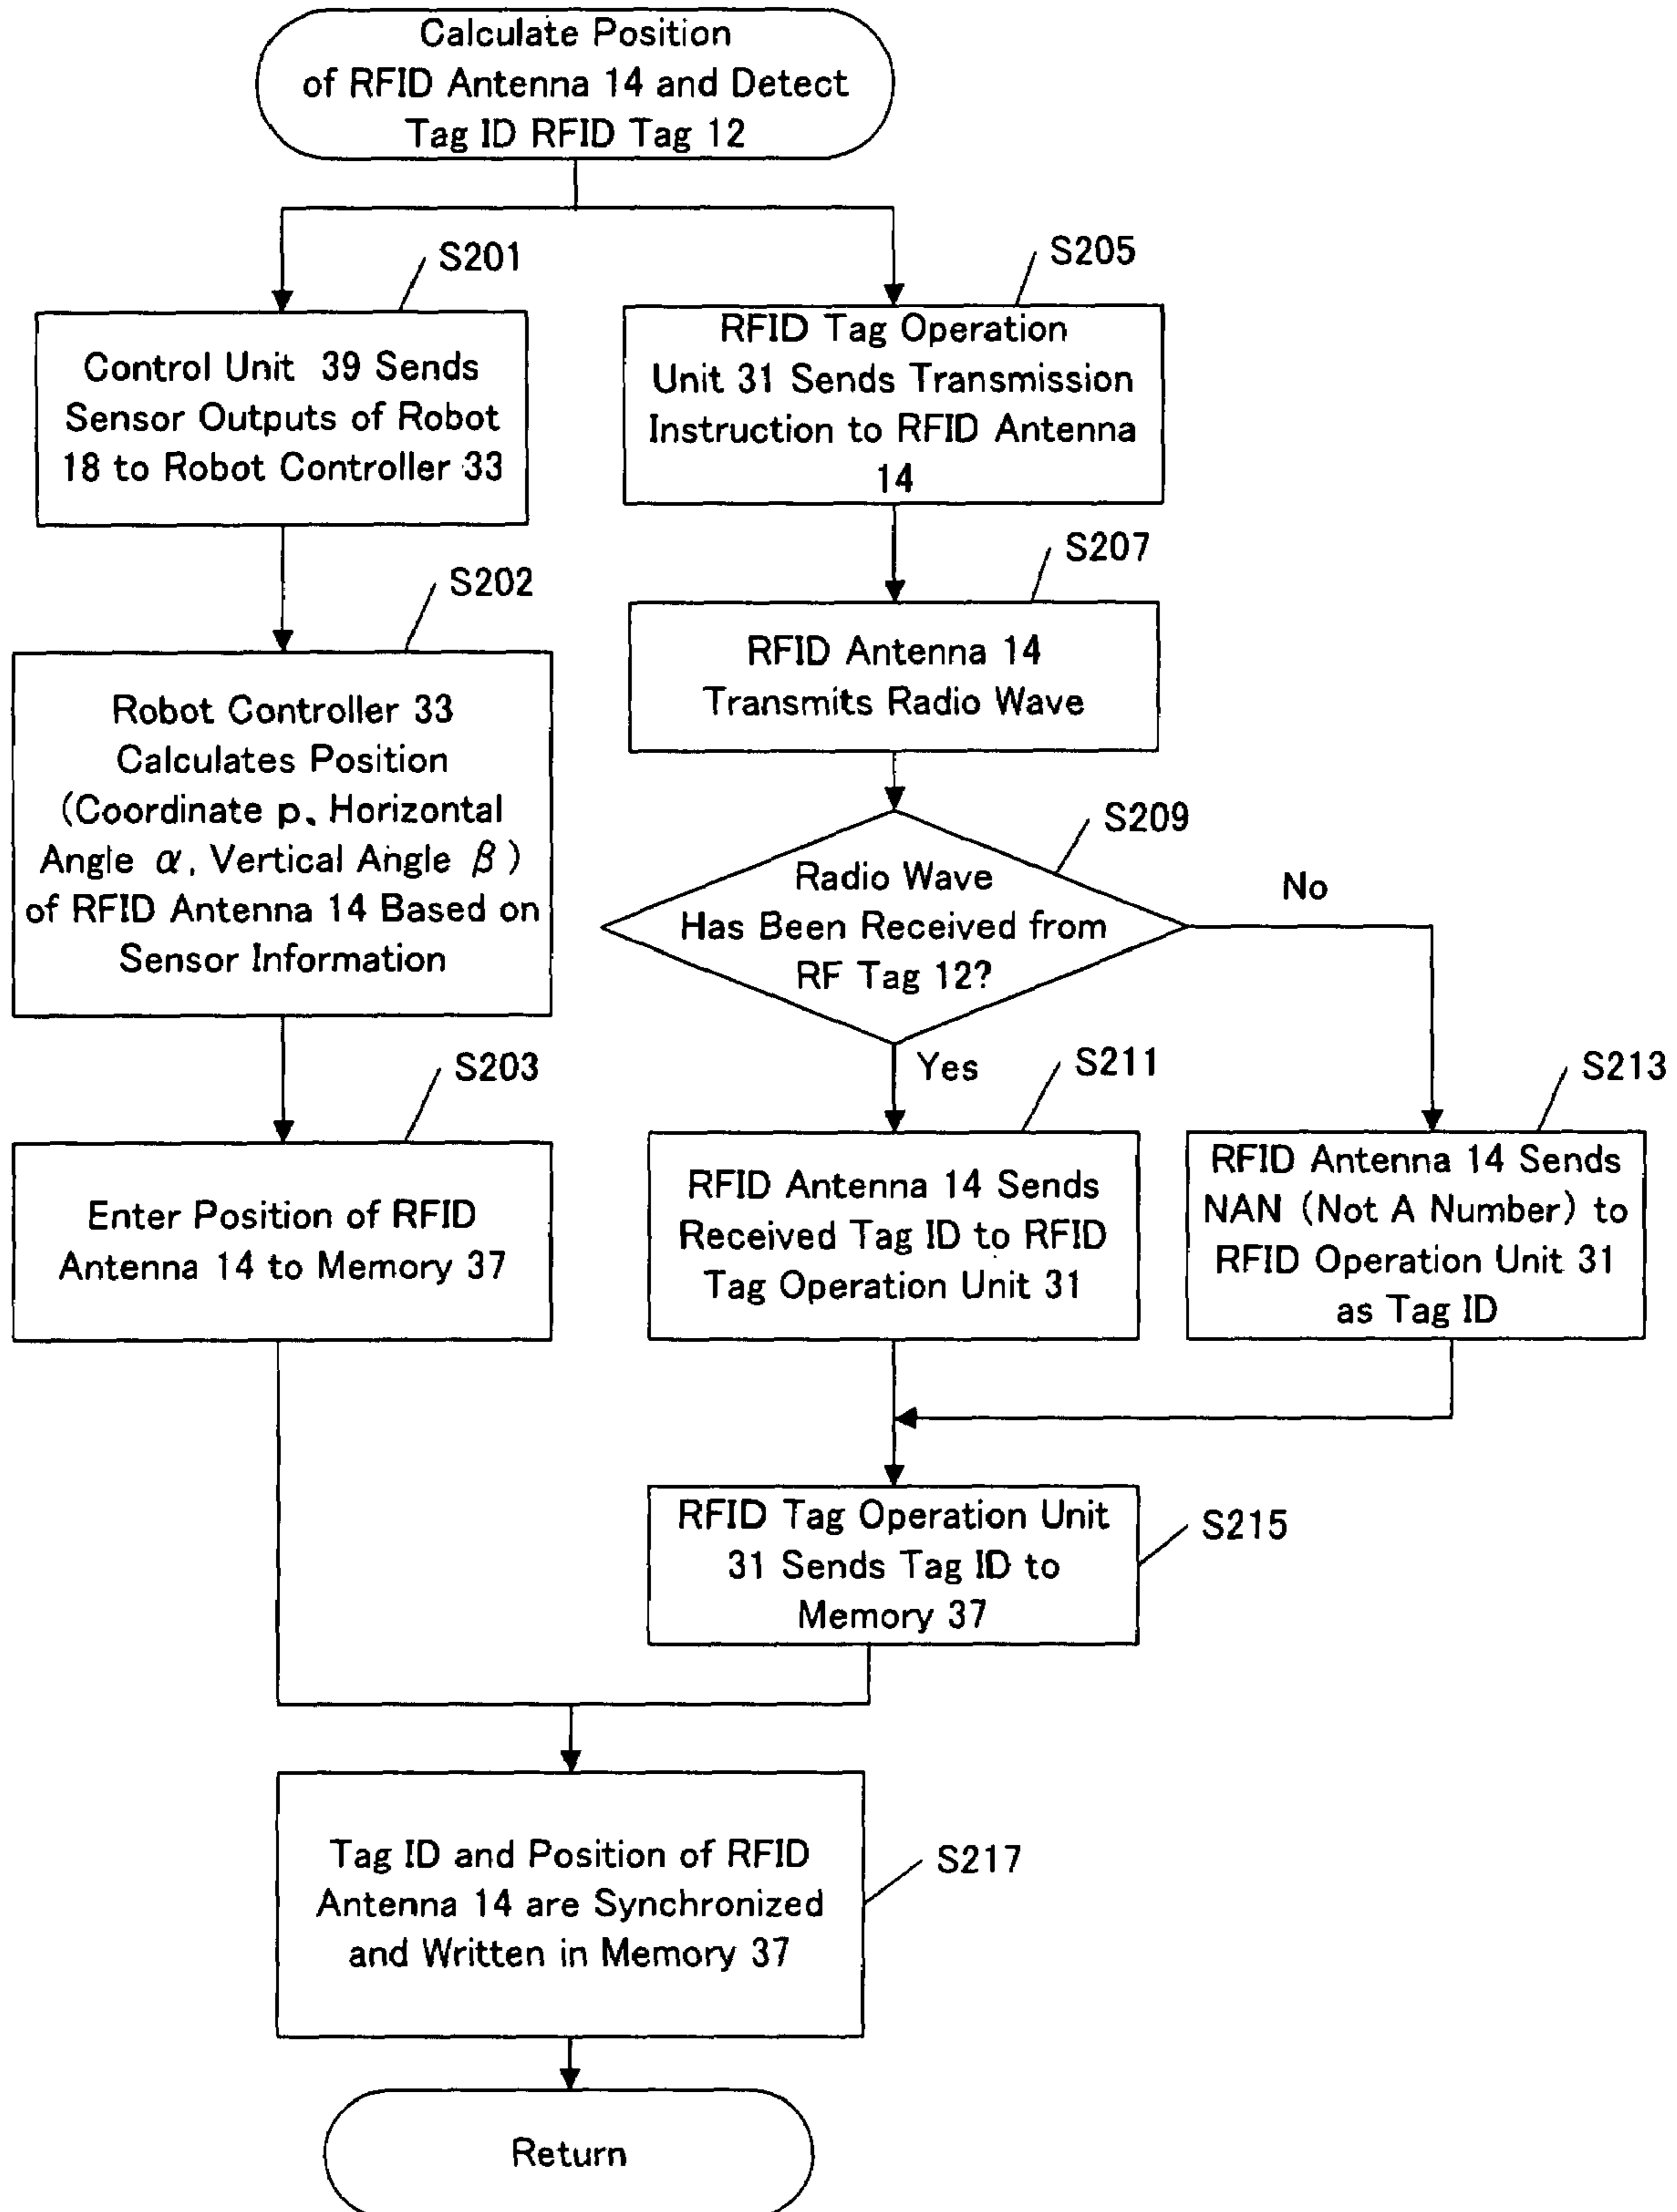 Calculate Position
of RFID Antenna 14 and Detect
Tag ID RFID Tag 12
S201
Control Unit 39 Sends
Sensor Outputs of Robot
18 to Robot Controller 33
S202
Robot Controller 33
Calculates Position
(Coordinate p, Horizontal
Angle α, Vertical Angle β)
of RFID Antenna 14 Based on
Sensor Information
S203
Enter Position of RFID
Antenna 14 to Memory 37
S205
RFID Tag Operation
Unit 31 Sends Transmission
Instruction to RFID Antenna
14
S207
RFID Antenna 14
Transmits Radio Wave
S209
Radio Wave
Has Been Received from
RF Tag 12?
No
Yes
S211
RFID Antenna 14 Sends
Received Tag ID to RFID
Tag Operation Unit 31
S213
RFID Antenna 14 Sends
NAN (Not A Number) to
RFID Operation Unit 31
as Tag ID
RFID Tag Operation Unit
31 Sends Tag ID to
Memory 37
S215
Tag ID and Position of RFID
Antenna 14 are Synchronized
and Written in Memory 37
S217
Return